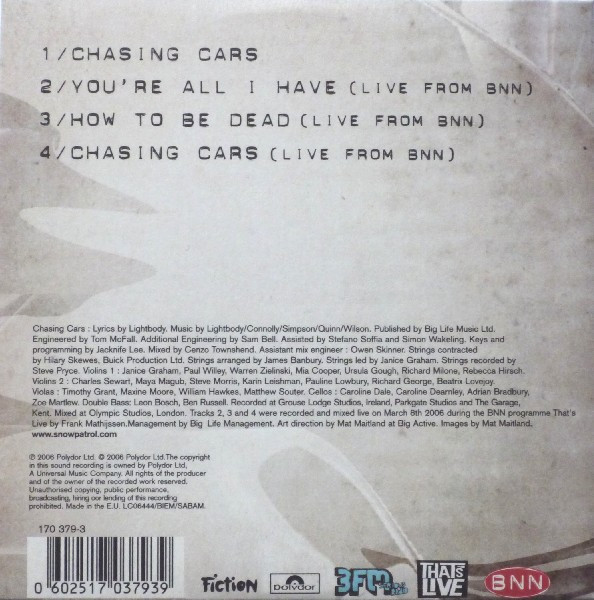 1/CHASING CARS
2/YOU'RE ALL I HAVE (LIVE FROM BNN)
3/HOW TO BE DEAD (LIVE FROM BNN)
4/CHASING CARS (LIVE FROM BNN)
Chasing Cars : Lyrics by Lightbody. Music by Lightbody/Connolly/Simpson/Quinn/Wilson. Published by Big Life Music Ltd.
Engineered by Tom McFall. Additional Engineering by Sam Bell. Assisted by Stefano Soffia and Simon Wakeling. Keys and
programming by Jacknife Lee. Mixed by Cenzo Townshend. Assistant mix engineer : Owen Skinner. Strings contracted
by Hilary Skewes, Buick Production Ltd. Strings arranged by James Banbury. Strings led by Janice Graham. Strings recorded by
Steve Pryce. Violins 1 : Janice Graham, Paul Willey, Warren Zielinski, Mia Cooper, Ursula Gough, Richard Milone, Rebecca Hirsch.
Violins 2 : Charles Sewart, Maya Magub, Steve Morris, Karin Leishman, Pauline Lowbury, Richard George, Beatrix Lovejoy.
Violas : Timothy Grant, Maxine Moore, William Hawkes, Matthew Souter. Cellos : Caroline Dale, Caroline Dearnley, Adrian Bradbury,
Zoe Martlew. Double Bass: Leon Bosch, Ben Russell. Recorded at Grouse Lodge Studios, Ireland, Parkgate Studios and The Garage,
Kent. Mixed at Olympic Studios, London. Tracks 2, 3 and 4 were recorded and mixed live on March 8th 2006 during the BNN programme That's
Live by Frank Mathijssen.Management by Big Life Management. Art direction by Mat Maitland at Big Active. Images by Mat Maitland.
www.snowpatrol.com
℗ 2006 Polydor Ltd. © 2006 Polydor Ltd.The copyright
in this sound recording is owned by Polydor Ltd,
A Universal Music Company. All rights of the producer
and of the owner of the recorded work reserved.
Unauthorised copying, public performance,
broadcasting, hiring our lending of this recording
prohibited. Made in the E.U. LC06444/BIEM/SABAM.
170 379-3
0 602517 037939
Fiction
Polydor
3FM
THAT'S LIVE
BNN